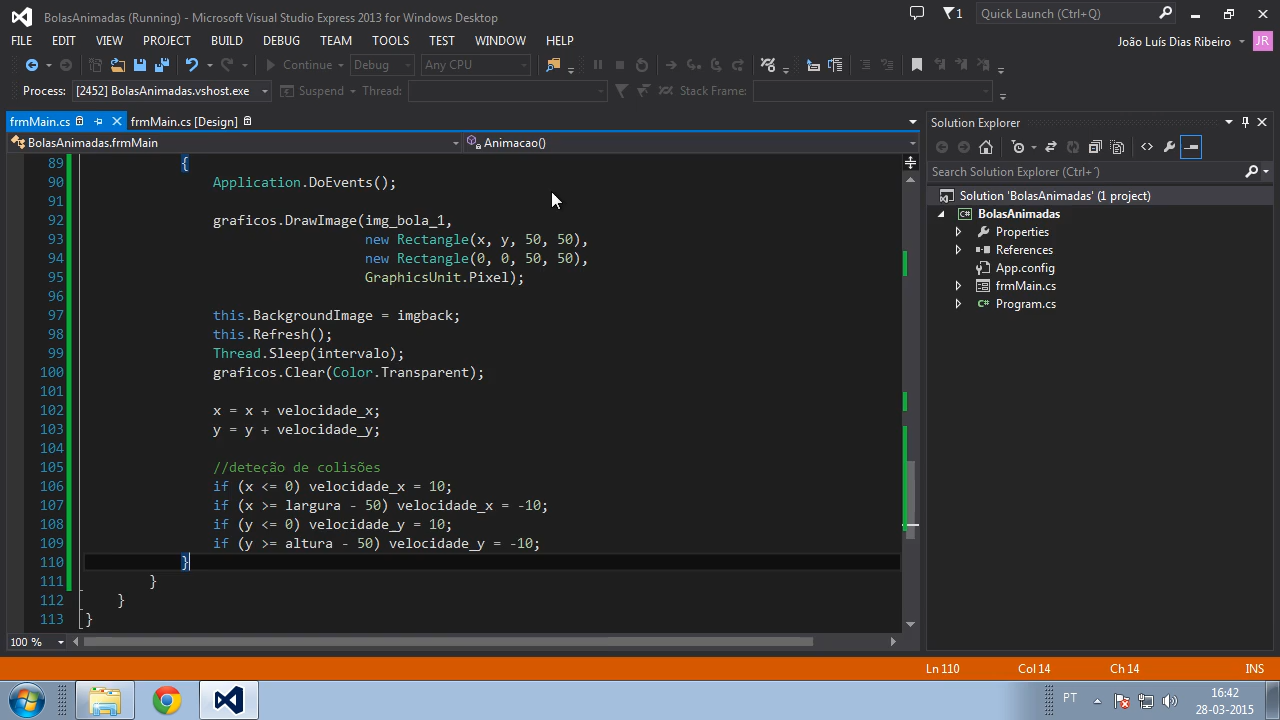 BolasAnimadas (Running) - Microsoft Visual Studio Express 2013 for Windows Desktop
1
Quick Launch (Ctrl+Q)
FILE EDIT VIEW PROJECT BUILD DEBUG TEAM TOOLS TEST WINDOW HELP
João Luís Dias Ribeiro
JR
Continue Debug Any CPU
Process: [2452] BolasAnimadas.vshost.exe Suspend Thread: Stack Frame:
frmMain.cs frmMain.cs [Design]
BolasAnimadas.frmMain Animacao()
89 {
90 Application.DoEvents();
91
92 graficos.DrawImage(img_bola_1,
93 new Rectangle(x, y, 50, 50),
94 new Rectangle(0, 0, 50, 50),
95 GraphicsUnit.Pixel);
96
97 this.BackgroundImage = imgback;
98 this.Refresh();
99 Thread.Sleep(intervalo);
100 graficos.Clear(Color.Transparent);
101
102 x = x + velocidade_x;
103 y = y + velocidade_y;
104
105 //deteção de colisões
106 if (x <= 0) velocidade_x = 10;
107 if (x >= largura - 50) velocidade_x = -10;
108 if (y <= 0) velocidade_y = 10;
109 if (y >= altura - 50) velocidade_y = -10;
110 }
111 }
112 }
113 }
100 %
Solution Explorer
Search Solution Explorer (Ctrl+´)
Solution 'BolasAnimadas' (1 project)
BolasAnimadas
Properties
References
App.config
frmMain.cs
Program.cs
Ln 110 Col 14 Ch 14 INS
PT
16:42
28-03-2015